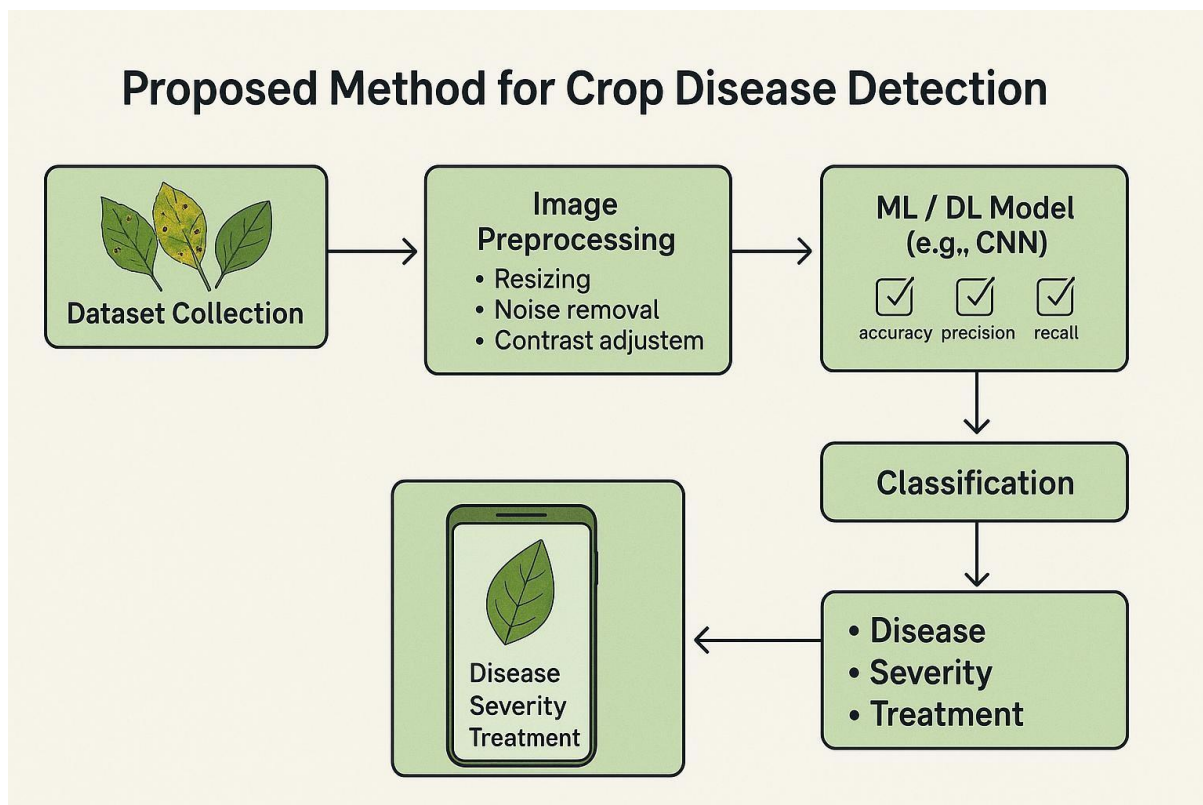 Proposed Method for Crop Disease Detection
Dataset Collection
Image
Preprocessing
• Resizing
• Noise removal
• Contrast adjustem
ML / DL Model
(e.g,, CNN)
accuracy precision recall
Classification
• Disease
• Severity
• Treatment
Disease
Severity
Treatment